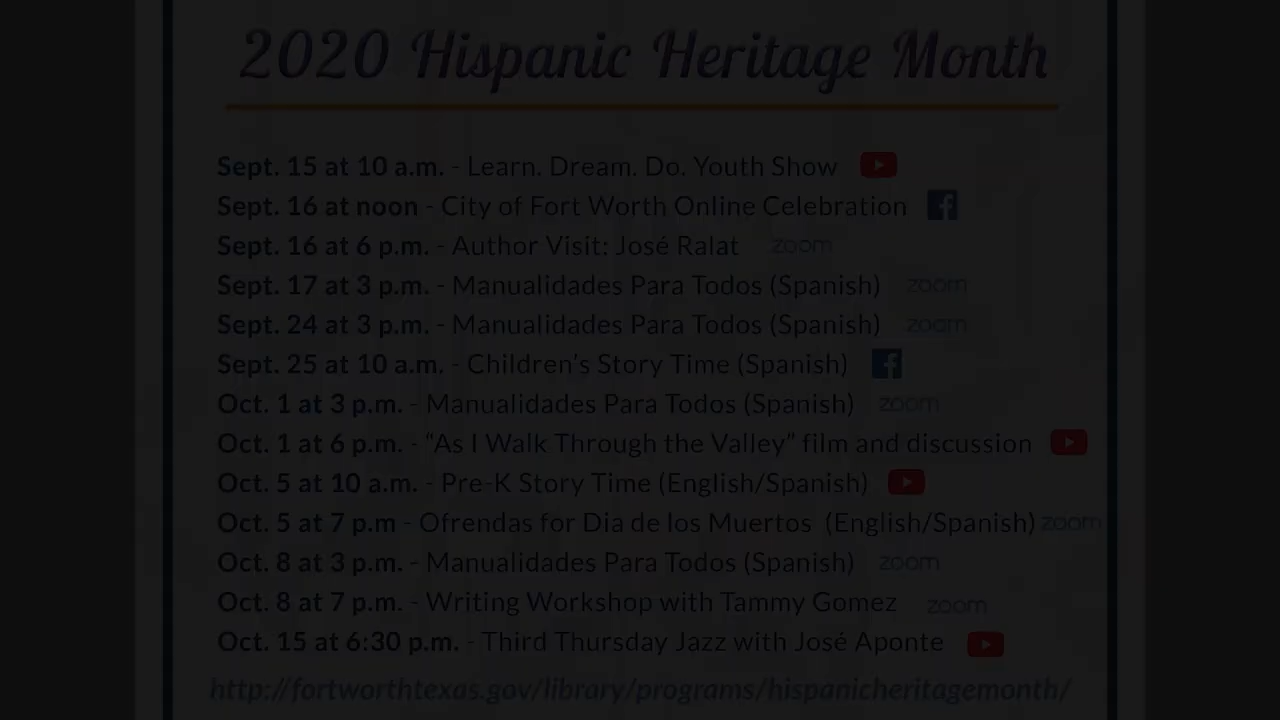 2020 Hispanic Heritage Month
Sept. 15 at 10 a.m. - Learn. Dream. Do. Youth Show
Sept. 16 at noon - City of Fort Worth Online Celebration
Sept. 16 at 6 p.m. - Author Visit: José Ralat zoom
Sept. 17 at 3 p.m. - Manualidades Para Todos (Spanish) zoom
Sept. 24 at 3 p.m. - Manualidades Para Todos (Spanish) zoom
Sept. 25 at 10 a.m. - Children's Story Time (Spanish)
Oct. 1 at 3 p.m. - Manualidades Para Todos (Spanish) zoom
Oct. 1 at 6 p.m. - “As I Walk Through the Valley” film and discussion
Oct. 5 at 10 a.m. - Pre-K Story Time (English/Spanish)
Oct. 5 at 7 p.m - Ofrendas for Dia de los Muertos (English/Spanish) zoom
Oct. 8 at 3 p.m. - Manualidades Para Todos (Spanish) zoom
Oct. 8 at 7 p.m. - Writing Workshop with Tammy Gomez zoom
Oct. 15 at 6:30 p.m. - Third Thursday Jazz with José Aponte
http://fortworthtexas.gov/library/programs/hispanicheritagemonth/